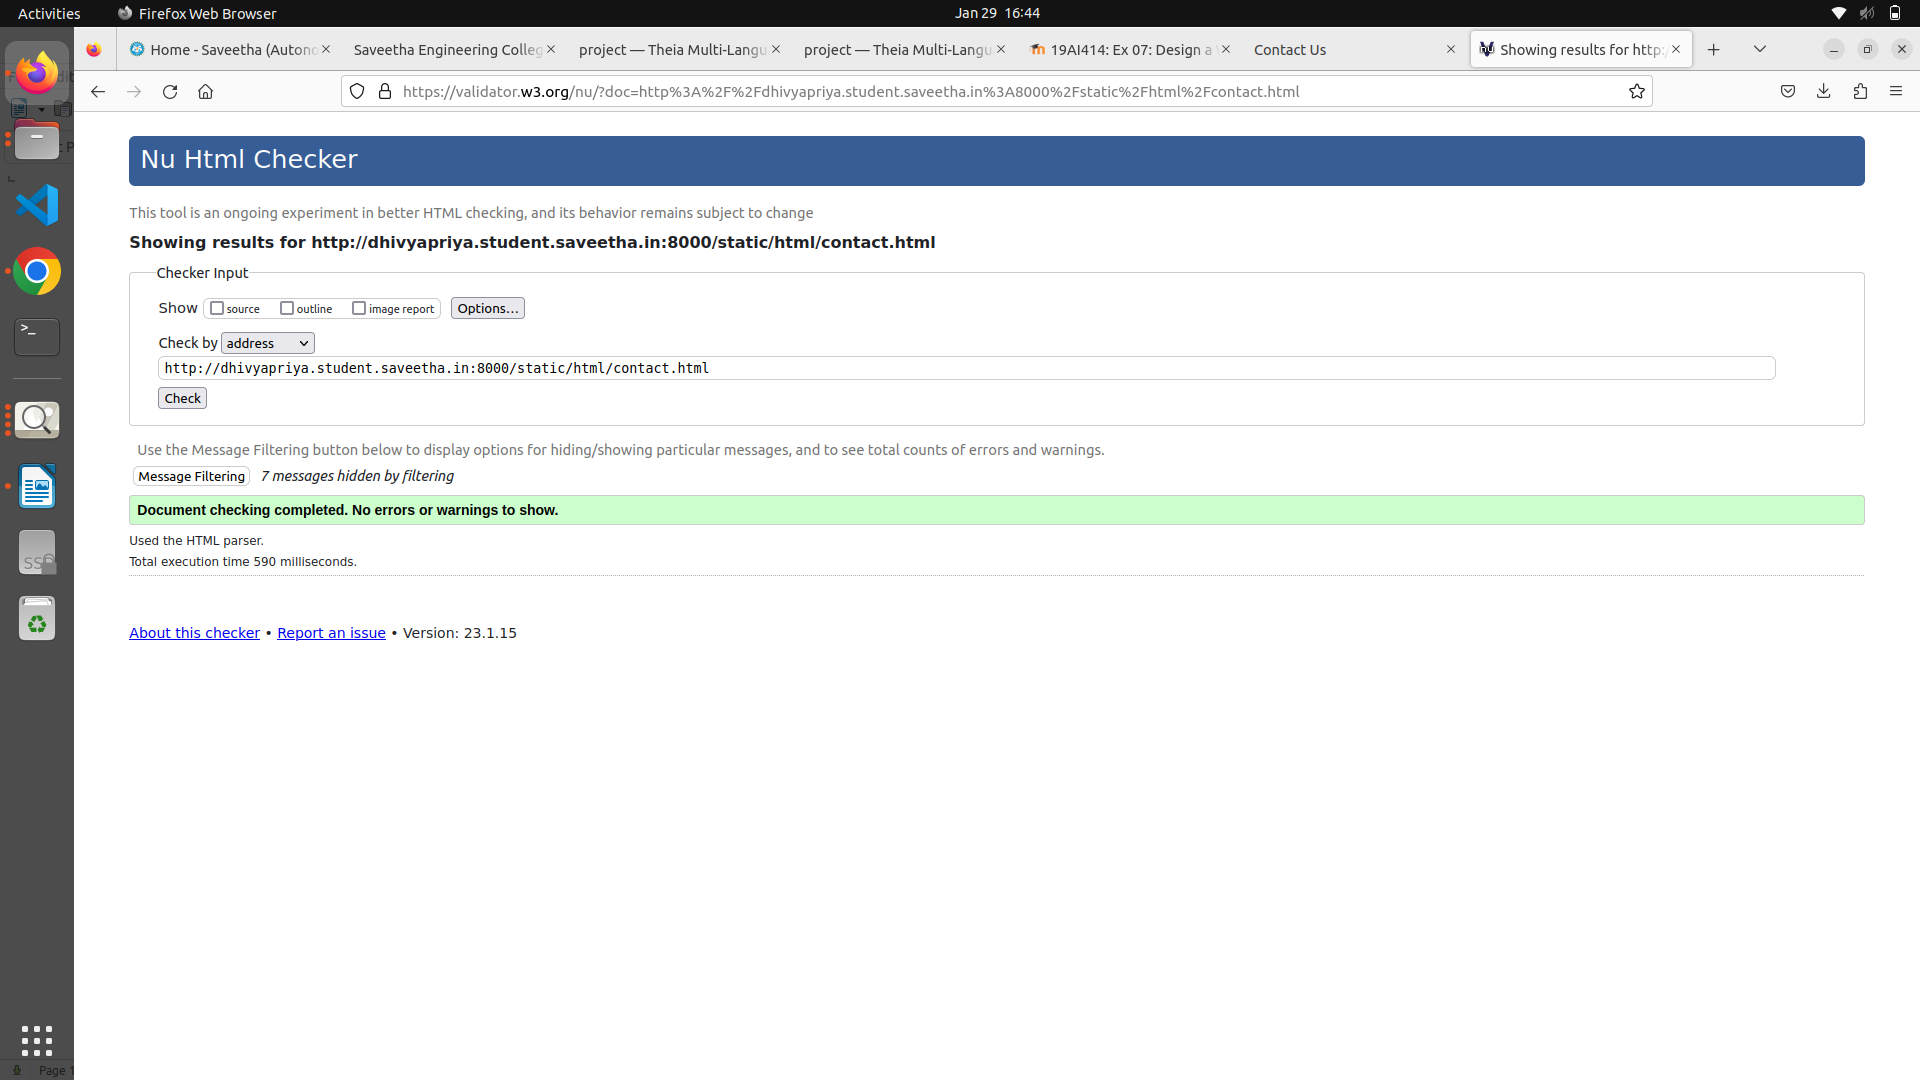 Activities
Firefox Web Browser
Jan 29 16:44
Home - Saveetha (Autono
Saveetha Engineering Colleg
project — Theia Multi-Langu
project — Theia Multi-Langu
19AI414: Ex 07: Design a
Contact Us
Showing results for http:
https://validator.w3.org/nu/?doc=http%3A%2F%2Fdhivyapriya.student.saveetha.in%3A8000%2Fstatic%2Fhtml%2Fcontact.html
Nu Html Checker
This tool is an ongoing experiment in better HTML checking, and its behavior remains subject to change
Showing results for http://dhivyapriya.student.saveetha.in:8000/static/html/contact.html
Checker Input
Show source outline image report Options...
Check by address
http://dhivyapriya.student.saveetha.in:8000/static/html/contact.html
Check
Use the Message Filtering button below to display options for hiding/showing particular messages, and to see total counts of errors and warnings.
Message Filtering 7 messages hidden by filtering
Document checking completed. No errors or warnings to show.
Used the HTML parser.
Total execution time 590 milliseconds.
About this checker • Report an issue • Version: 23.1.15
Page 1